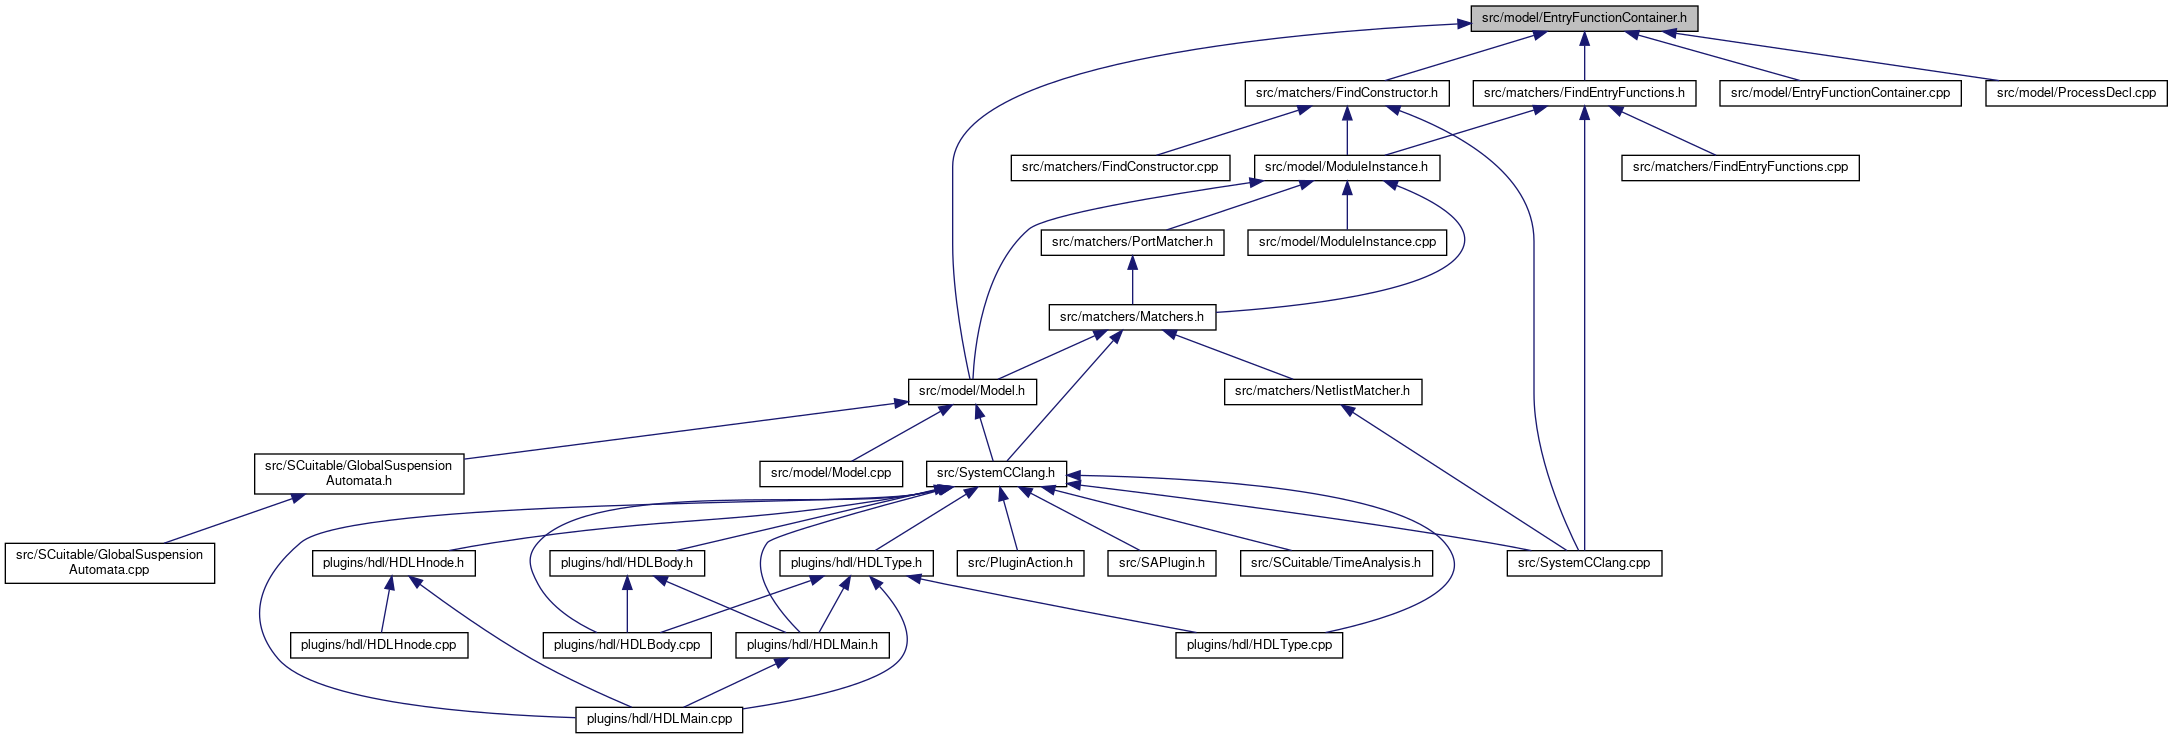 src/model/EntryFunctionContainer.h
src/matchers/FindConstructor.h
src/matchers/FindEntryFunctions.h
src/model/EntryFunctionContainer.cpp
src/model/ProcessDecl.cpp
src/matchers/FindConstructor.cpp
src/model/ModuleInstance.h
src/matchers/FindEntryFunctions.cpp
src/matchers/PortMatcher.h
src/model/ModuleInstance.cpp
src/matchers/Matchers.h
src/model/Model.h
src/matchers/NetlistMatcher.h
src/SCuitable/GlobalSuspension
Automata.h
src/model/Model.cpp
src/SystemCClang.h
src/SCuitable/GlobalSuspension
Automata.cpp
plugins/hdl/HDLHnode.h
plugins/hdl/HDLBody.h
plugins/hdl/HDLType.h
src/PluginAction.h
src/SAPlugin.h
src/SCuitable/TimeAnalysis.h
src/SystemCClang.cpp
plugins/hdl/HDLHnode.cpp
plugins/hdl/HDLBody.cpp
plugins/hdl/HDLMain.h
plugins/hdl/HDLType.cpp
plugins/hdl/HDLMain.cpp